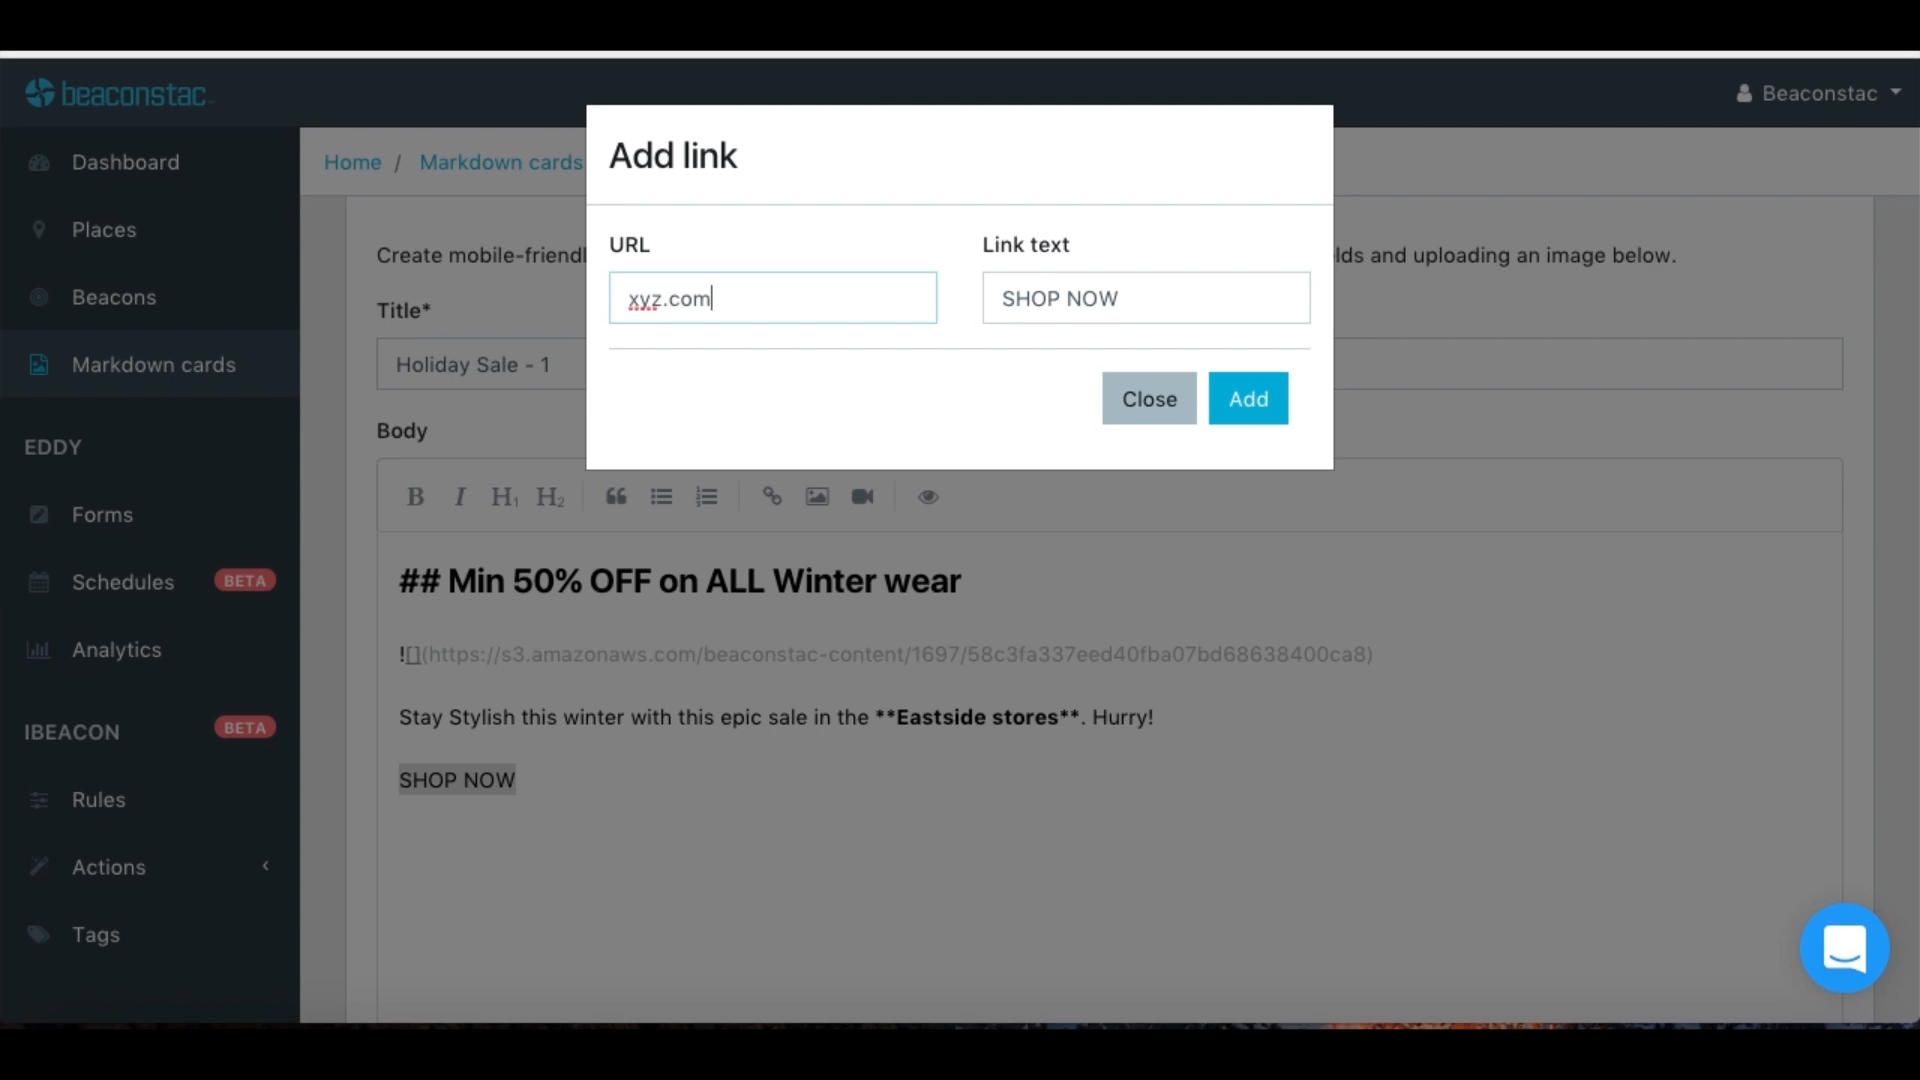 beaconstac
Beaconstac
Dashboard
Places
Beacons
Markdown cards
EDDY
Forms
Schedules BETA
Analytics
IBEACON BETA
Rules
Actions
Tags
Home / Markdown cards
Add link
URL
Link text
xyz.com
SHOP NOW
Close
Add
Create mobile-friendl
lds and uploading an image below.
Title*
Holiday Sale - 1
Body
B I H1 H2
## Min 50% OFF on ALL Winter wear
![](https://s3.amazonaws.com/beaconstac-content/1697/58c3fa337eed40fba07bd68638400ca8)
Stay Stylish this winter with this epic sale in the **Eastside stores**. Hurry!
SHOP NOW